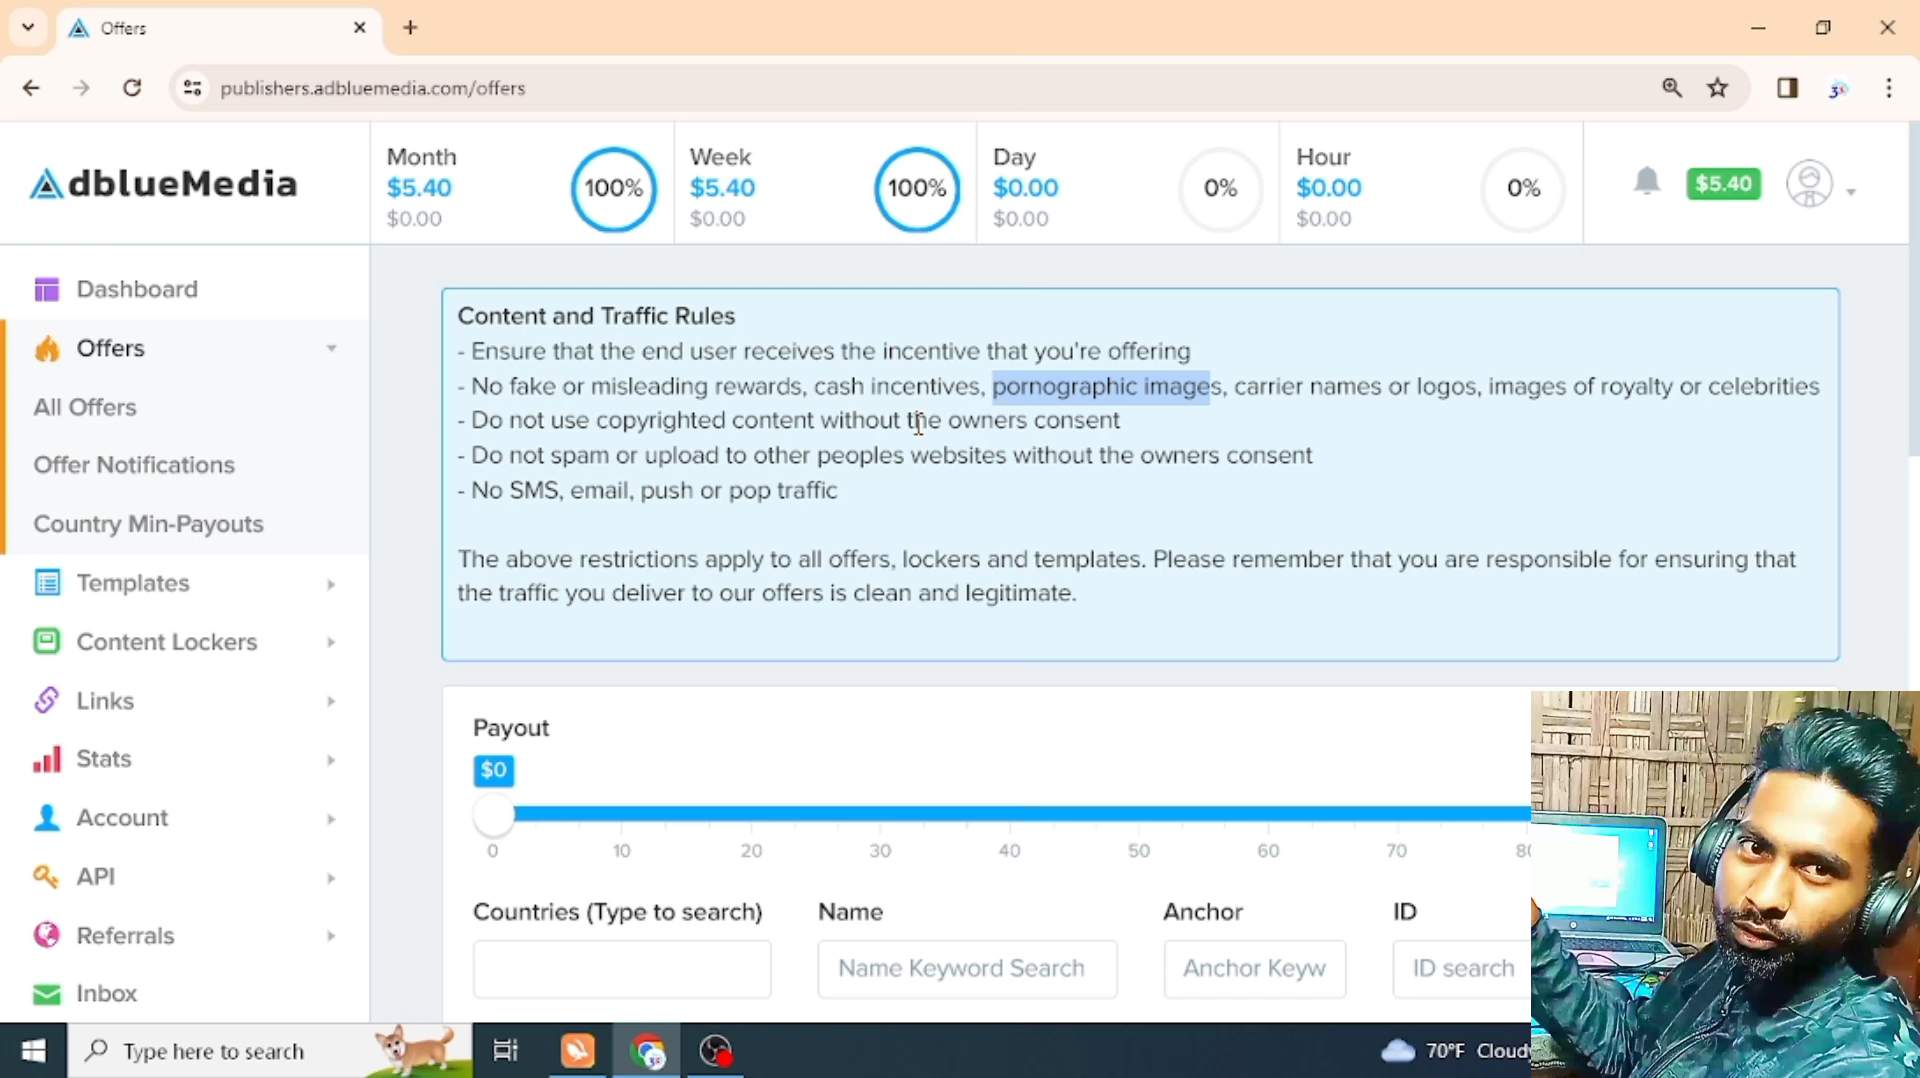 Offers
publishers.adbluemedia.com/offers
AdblueMedia
Month
$5.40
$0.00
100%
Week
$5.40
$0.00
100%
Day
$0.00
$0.00
0%
Hour
$0.00
$0.00
0%
$5.40
Dashboard
Offers
All Offers
Offer Notifications
Country Min-Payouts
Templates
Content Lockers
Links
Stats
Account
API
Referrals
Inbox
Content and Traffic Rules
- Ensure that the end user receives the incentive that you're offering
- No fake or misleading rewards, cash incentives, pornographic images, carrier names or logos, images of royalty or celebrities
- Do not use copyrighted content without the owners consent
- Do not spam or upload to other peoples websites without the owners consent
- No SMS, email, push or pop traffic
The above restrictions apply to all offers, lockers and templates. Please remember that you are responsible for ensuring that
the traffic you deliver to our offers is clean and legitimate.
Payout
$0
0 10 20 30 40 50 60 70
Countries (Type to search) Name Anchor ID
Name Keyword Search Anchor Keyw ID search
Type here to search
70°F Cloudy